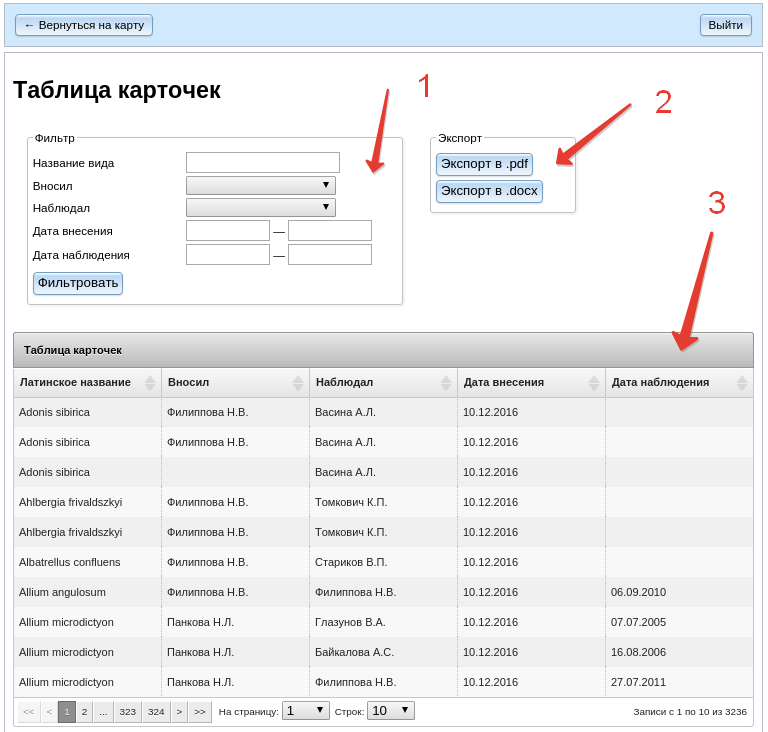 ← Вернуться на карту Выйти
Таблица карточек
1
2
3
Фильтр
Название вида
Вносил
Наблюдал
Дата внесения —
Дата наблюдения —
Фильтровать
Экспорт
Экспорт в .pdf
Экспорт в .docx
Таблица карточек
Латинское название Вносил Наблюдал Дата внесения Дата наблюдения
Adonis sibirica Филиппова Н.В. Васина А.Л. 10.12.2016
Adonis sibirica Филиппова Н.В. Васина А.Л. 10.12.2016
Adonis sibirica Васина А.Л. 10.12.2016
Ahlbergia frivaldszkyi Филиппова Н.В. Томкович К.П. 10.12.2016
Ahlbergia frivaldszkyi Филиппова Н.В. Томкович К.П. 10.12.2016
Albatrellus confluens Филиппова Н.В. Стариков В.П. 10.12.2016
Allium angulosum Филиппова Н.В. Филиппова Н.В. 10.12.2016 06.09.2010
Allium microdictyon Панкова Н.Л. Глазунов В.А. 10.12.2016 07.07.2005
Allium microdictyon Панкова Н.Л. Байкалова А.С. 10.12.2016 16.08.2006
Allium microdictyon Панкова Н.Л. Филиппова Н.В. 10.12.2016 27.07.2011
<< < 1 2 ... 323 324 > >> На страницу: 1 Строк: 10 Записи с 1 по 10 из 3236